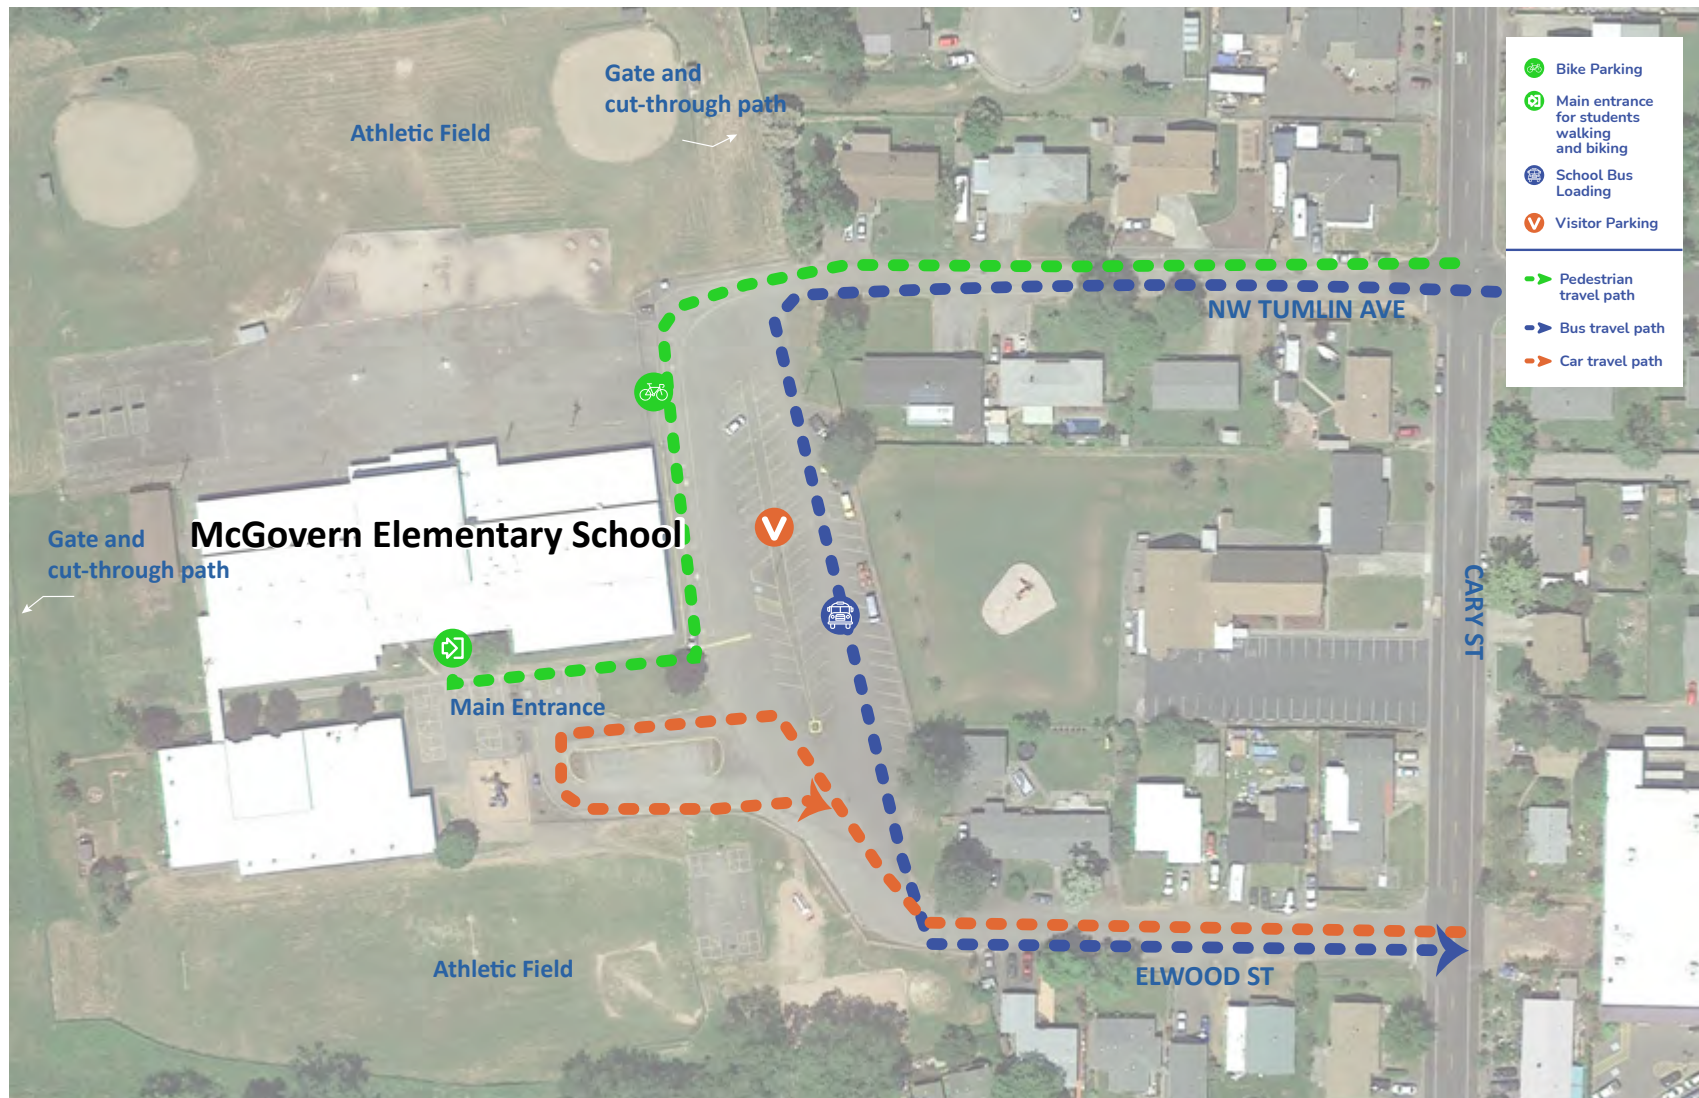 Gate and
cut-through path
Athletic Field
Bike Parking
Main entrance
for students
walking
and biking
School Bus
Loading
V
Visitor Parking
Pedestrian
travel path
Bus travel path
Car travel path
NW TUMLIN AVE
McGovern Elementary School
V
Gate and
cut-through path
CARY ST
Main Entrance
Athletic Field
ELWOOD ST